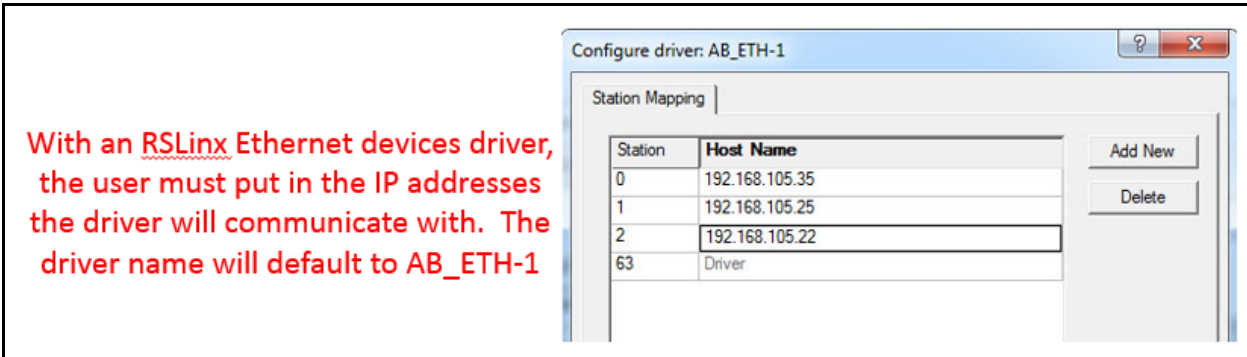 With an RSLinx Ethernet devices driver,
the user must put in the IP addresses
the driver will communicate with. The
driver name will default to AB_ETH-1
Configure driver: AB_ETH-1
?
X
Station Mapping
Station Host Name
0 192.168.105.35
1 192.168.105.25
2 192.168.105.22
63 Driver
Add New
Delete